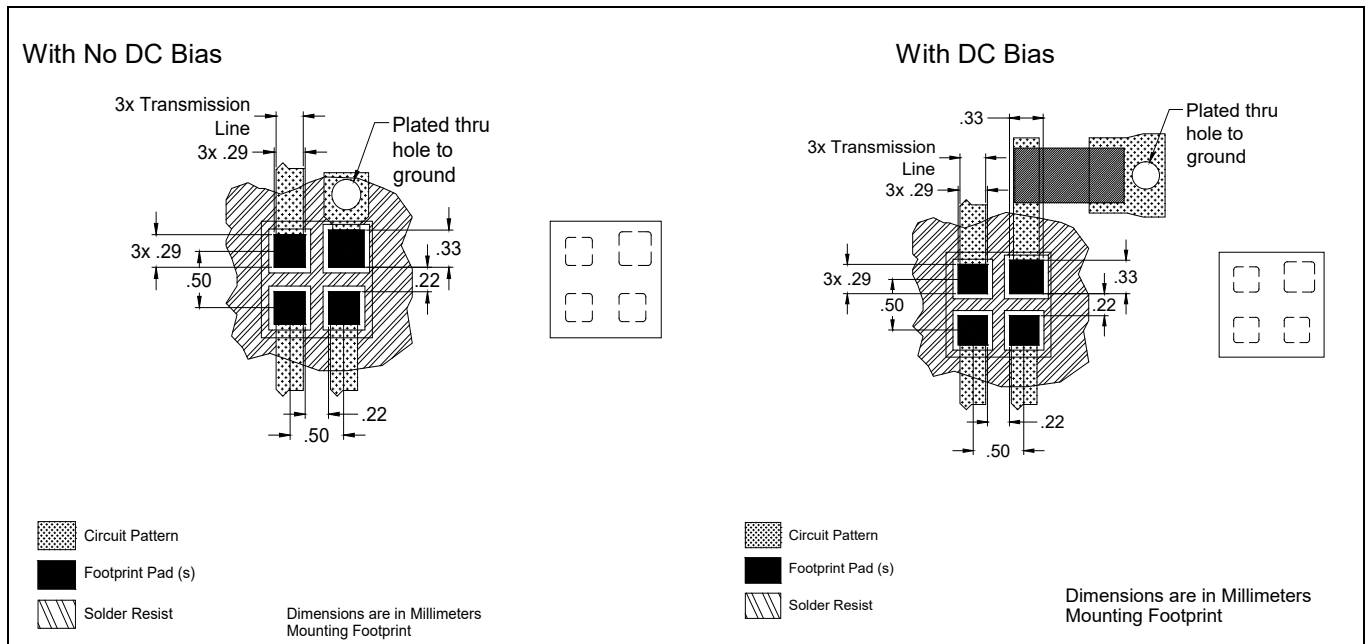 With No DC Bias
3x Transmission
Line
3x .29
Plated thru
hole to
ground
3x .29
.50
.33
.22
.22
.50
Circuit Pattern
Footprint Pad (s)
Solder Resist
Dimensions are in Millimeters
Mounting Footprint
With DC Bias
.33
3x Transmission
Line
3x .29
Plated thru
hole to
ground
3x .29
.50
.33
.22
.22
.50
Circuit Pattern
Footprint Pad (s)
Solder Resist
Dimensions are in Millimeters
Mounting Footprint